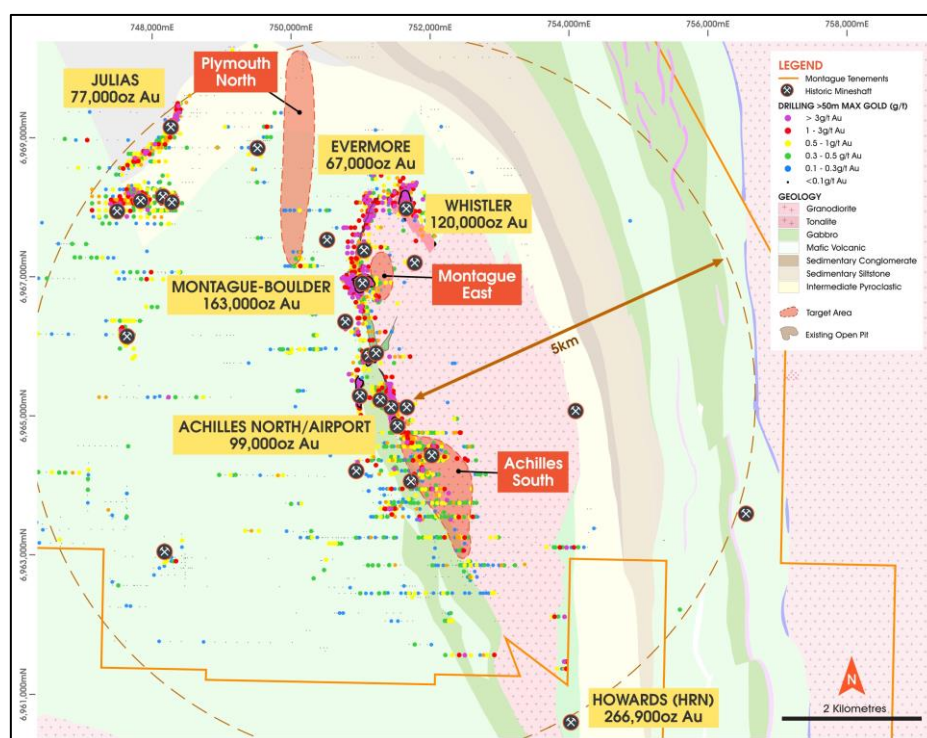 748,000mE
750,000mE
752,000mE
754,000mE
756,000mE
758,000mE
6,969,000mN
6,967,000mN
6,965,000mN
6,963,000mN
6,961,000mN
JULIAS
77,000oz Au
Plymouth
North
EVERMORE
67,000oz Au
WHISTLER
120,000oz Au
MONTAGUE-BOULDER
163,000oz Au
Montague
East
5km
ACHILLES NORTH/AIRPORT
99,000oz Au
Achilles
South
HOWARDS (HRN)
266,900oz Au
LEGEND
Montague Tenements
Historic Mineshaft
DRILLING >50m MAX GOLD (g/t)
> 3g/t Au
1 - 3g/t Au
0.5 - 1g/t Au
0.3 - 0.5g/t Au
0.1 - 0.3g/t Au
<0.1g/t Au
GEOLOGY
Granodiorite
Tonalite
Gabbro
Mafic Volcanic
Sedimentary Conglomerate
Sedimentary Siltstone
Intermediate Pyroclastic
Target Area
Existing Open Pit
N
2 Kilometres